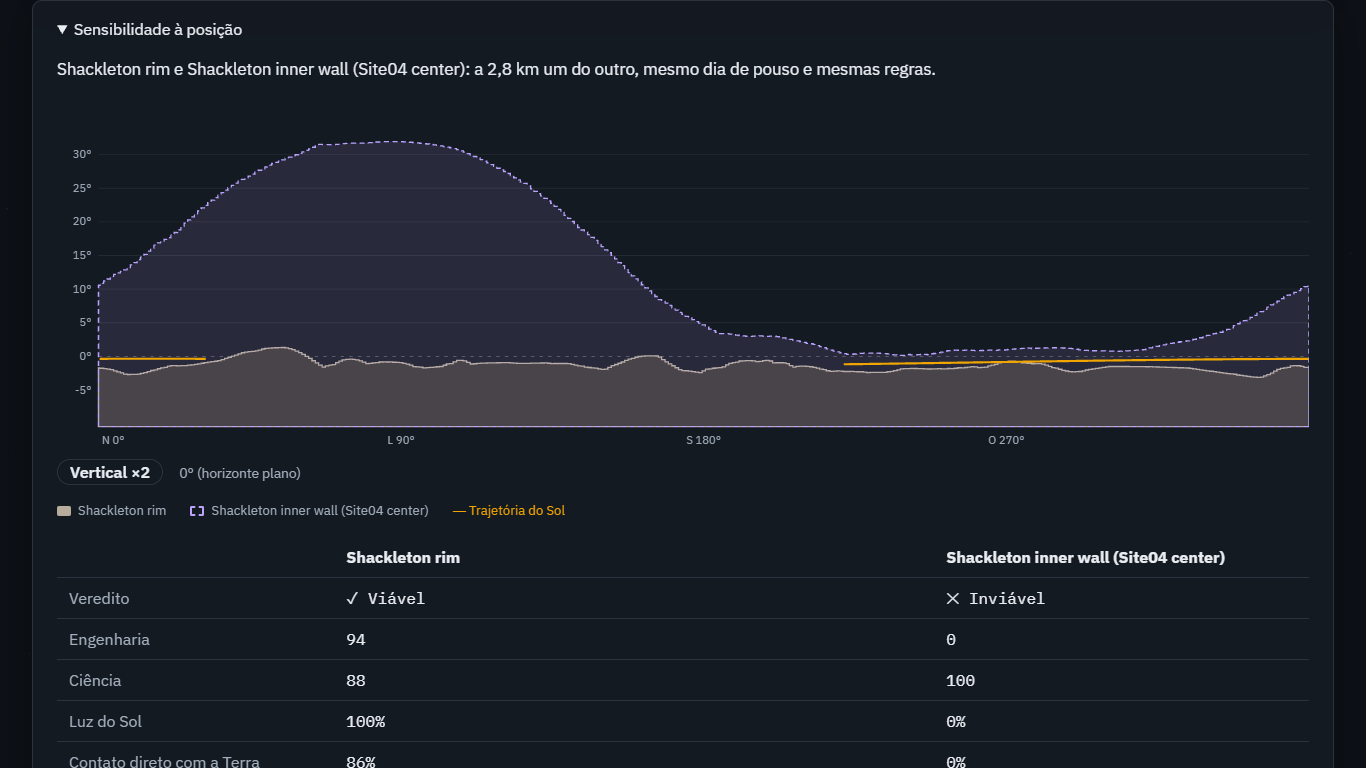 ▼ Sensibilidade à posição
Shackleton rim e Shackleton inner wall (Site04 center): a 2,8 km um do outro, mesmo dia de pouso e mesmas regras.
30°
25°
20°
15°
10°
5°
0°
-5°
N 0°
L 90°
S 180°
O 270°
Vertical ×2
0° (horizonte plano)
Shackleton rim
Shackleton inner wall (Site04 center)
— Trajetória do Sol
Shackleton rim
Shackleton inner wall (Site04 center)
Veredito
✓ Viável
✕ Inviável
Engenharia
94
0
Ciência
88
100
Luz do Sol
100%
0%
Contato direto com a Terra
86%
0%